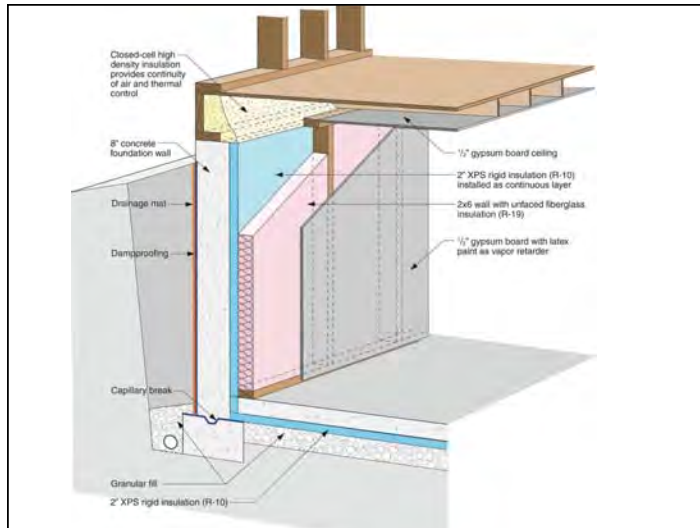 Closed-cell high
density insulation
provides continuity
of air and thermal
control
8" concrete
foundation wall
Drainage mat
Dampproofing
Capillary break
Granular fill
2" XPS rigid insulation (R-10)
½" gypsum board ceiling
2" XPS rigid insulation (R-10)
installed as continuous layer
2x6 wall with unfaced fiberglass
insulation (R-19)
½" gypsum board with latex
paint as vapor retarder